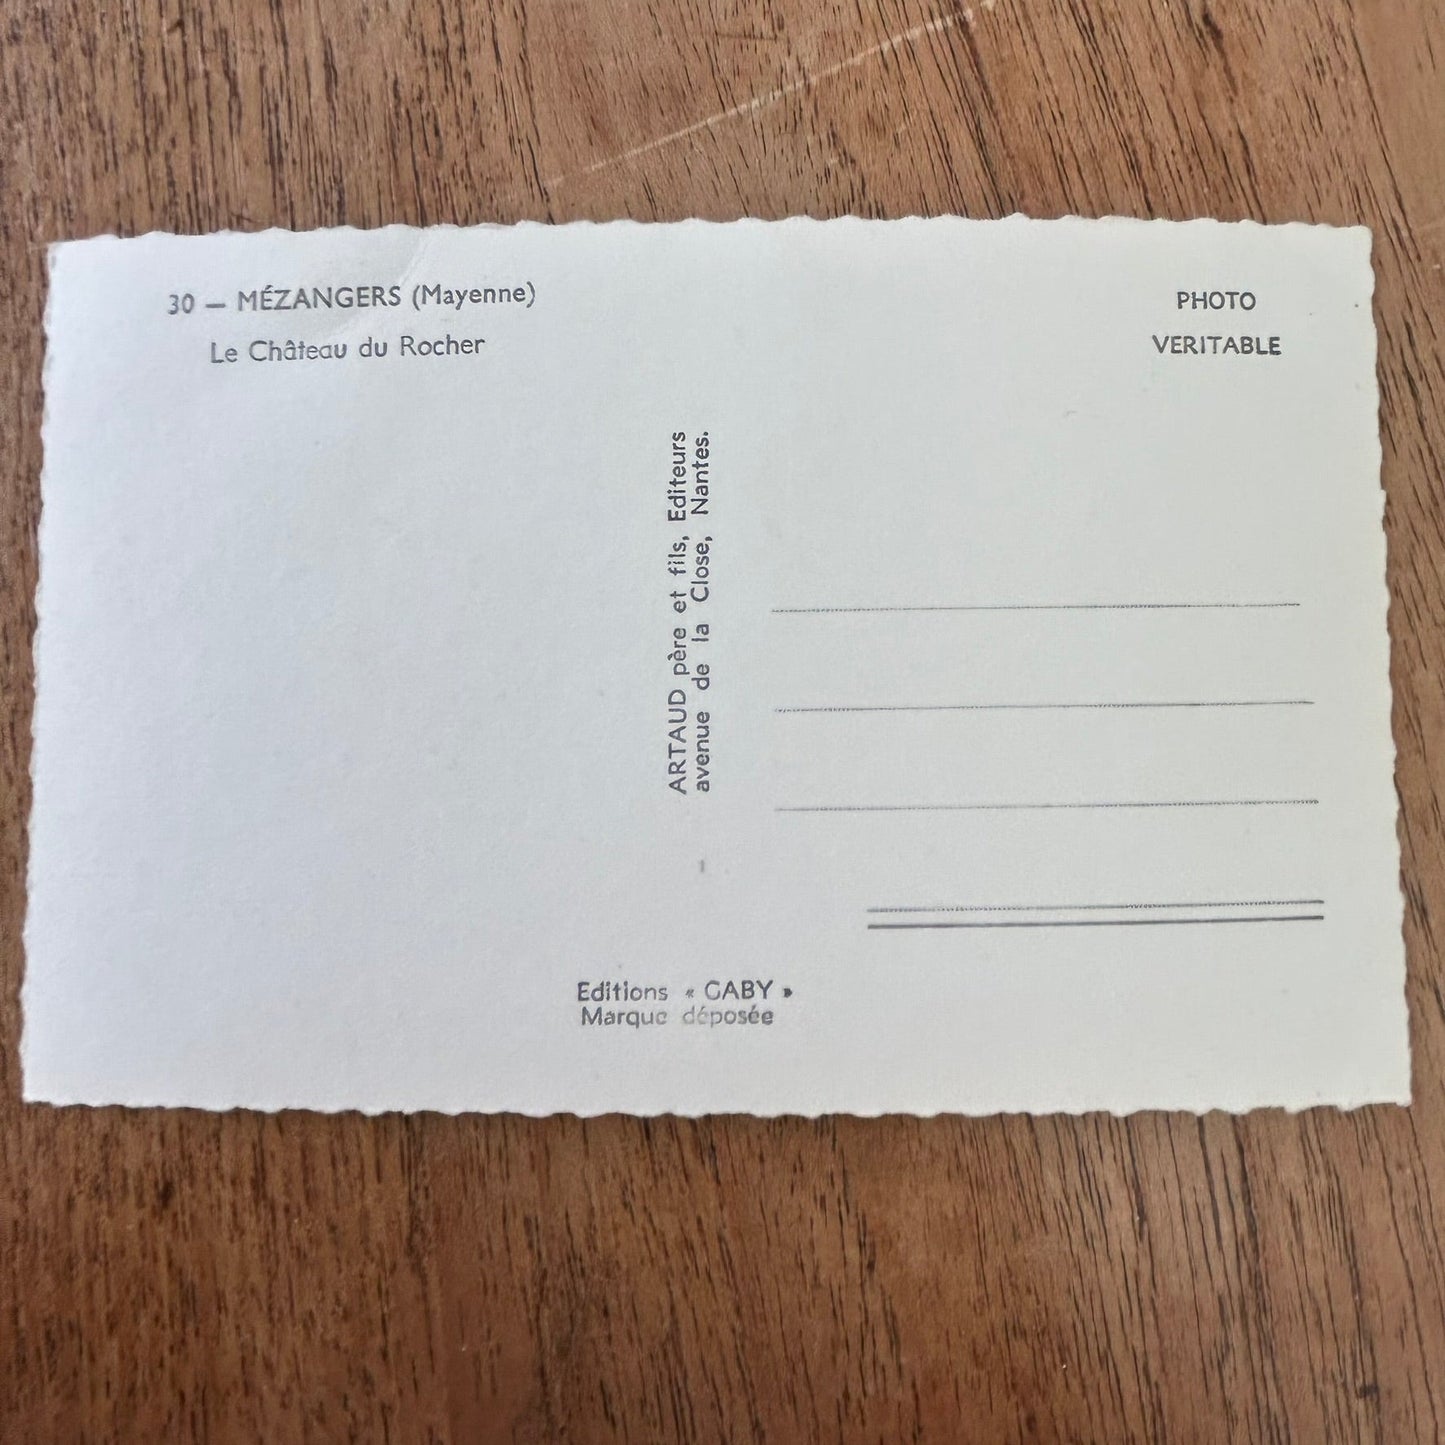 30 — MÉZANGERS (Mayenne)
Le Château du Rocher
PHOTO
VERITABLE
ARTAUD père et fils, Editeurs
avenue de la Close, Nantes.
Editions « GABY »
Marque déposée